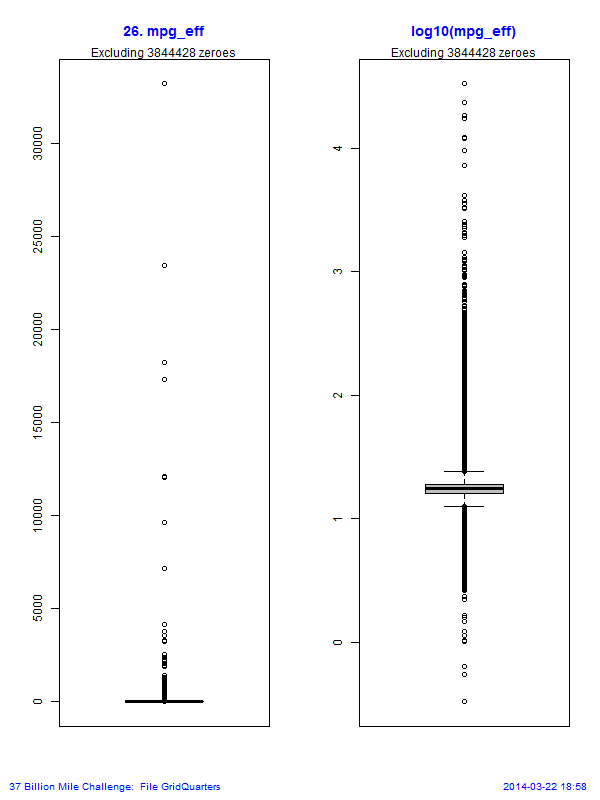 26. mpg_eff
Excluding 3844428 zeroes
30000
25000
20000
15000
10000
5000
0
log10(mpg_eff)
Excluding 3844428 zeroes
4
3
2
1
0
37 Billion Mile Challenge:  File GridQuarters
2014-03-22 18:58